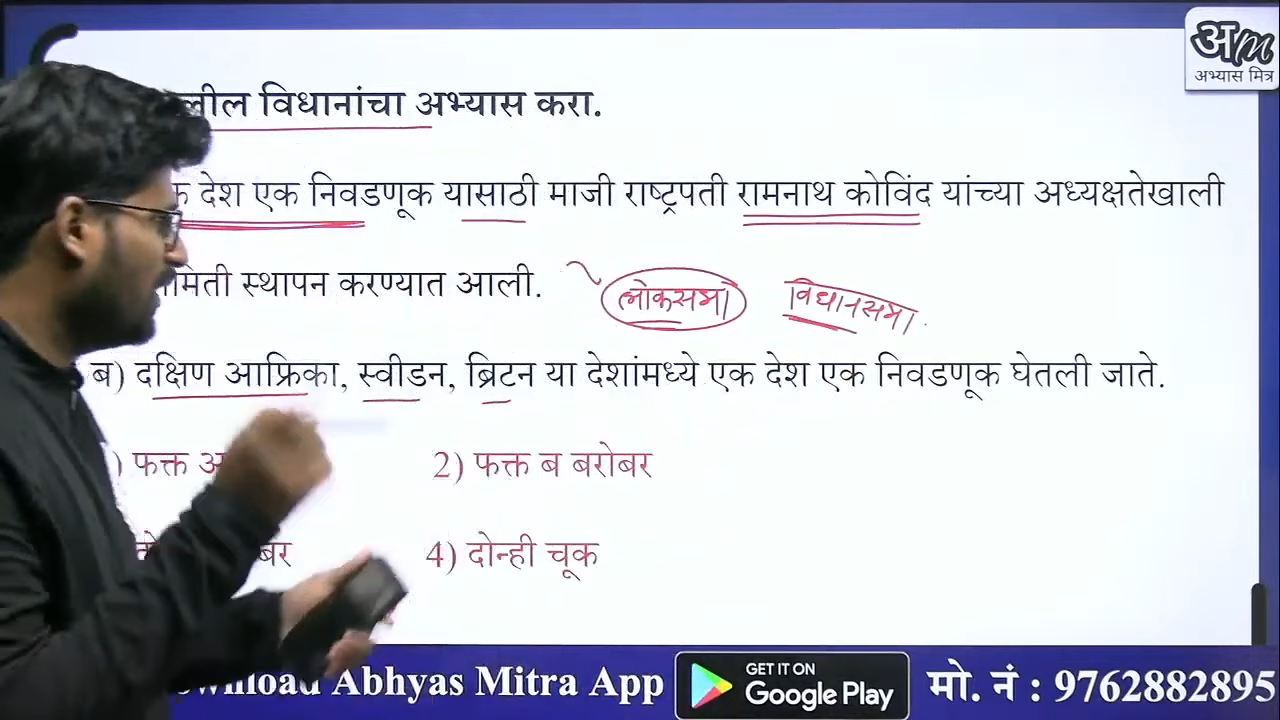 अm
अभ्यास मित्र
लील विधानांचा अभ्यास करा.
क देश एक निवडणूक यासाठी माजी राष्ट्रपती रामनाथ कोविंद यांच्या अध्यक्षतेखाली
मिती स्थापन करण्यात आली.
लोकसभा विधानसभा
ब) दक्षिण आफ्रिका, स्वीडन, ब्रिटन या देशांमध्ये एक देश एक निवडणूक घेतली जाते.
) फक्त अ 2) फक्त ब बरोबर
बर 4) दोन्ही चूक
ownload Abhyas Mitra App GET IT ON Google Play मो. नं : 9762882895